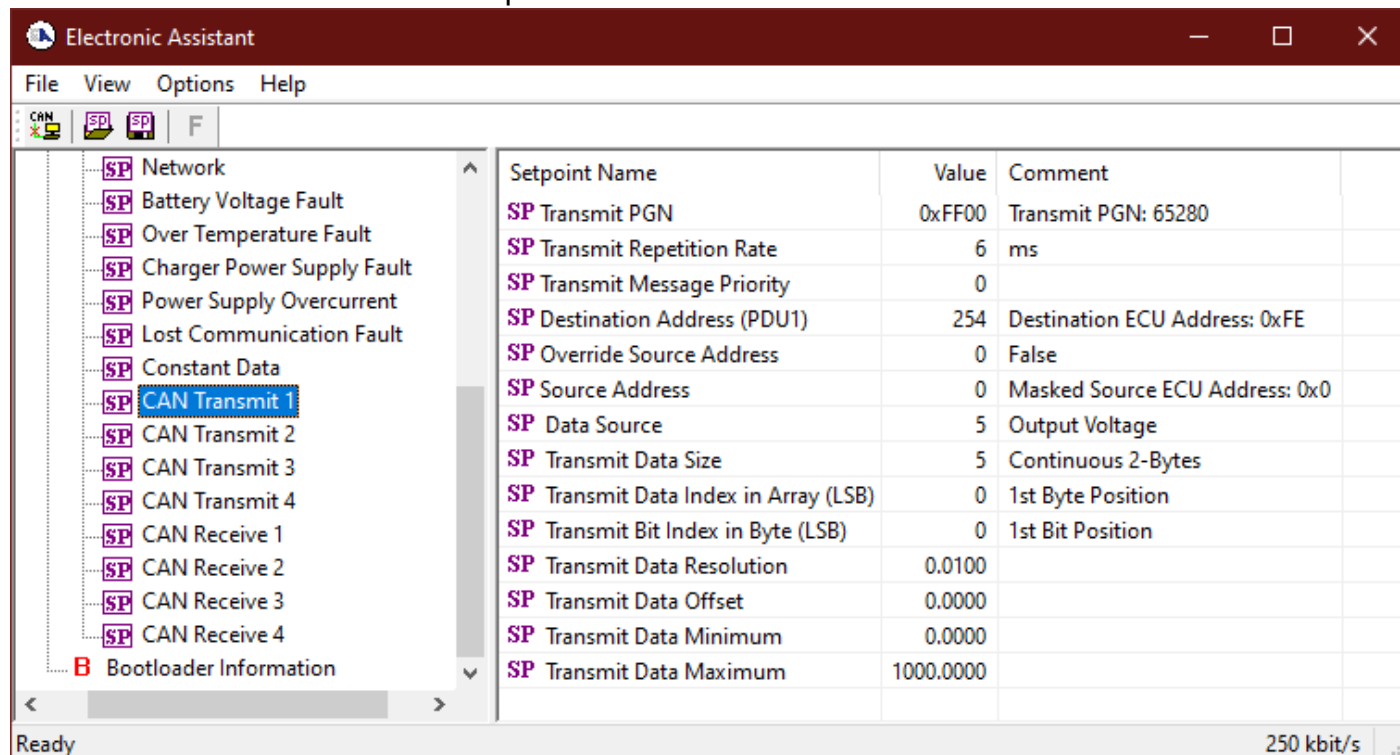 Electronic Assistant
File View Options Help
CAN SP SP F
SP Network
SP Battery Voltage Fault
SP Over Temperature Fault
SP Charger Power Supply Fault
SP Power Supply Overcurrent
SP Lost Communication Fault
SP Constant Data
SP CAN Transmit 1
SP CAN Transmit 2
SP CAN Transmit 3
SP CAN Transmit 4
SP CAN Receive 1
SP CAN Receive 2
SP CAN Receive 3
SP CAN Receive 4
B Bootloader Information
Setpoint Name Value Comment
SP Transmit PGN 0xFF00 Transmit PGN: 65280
SP Transmit Repetition Rate 6 ms
SP Transmit Message Priority 0
SP Destination Address (PDU1) 254 Destination ECU Address: 0xFE
SP Override Source Address 0 False
SP Source Address 0 Masked Source ECU Address: 0x0
SP Data Source 5 Output Voltage
SP Transmit Data Size 5 Continuous 2-Bytes
SP Transmit Data Index in Array (LSB) 0 1st Byte Position
SP Transmit Bit Index in Byte (LSB) 0 1st Bit Position
SP Transmit Data Resolution 0.0100
SP Transmit Data Offset 0.0000
SP Transmit Data Minimum 0.0000
SP Transmit Data Maximum 1000.0000
Ready 250 kbit/s